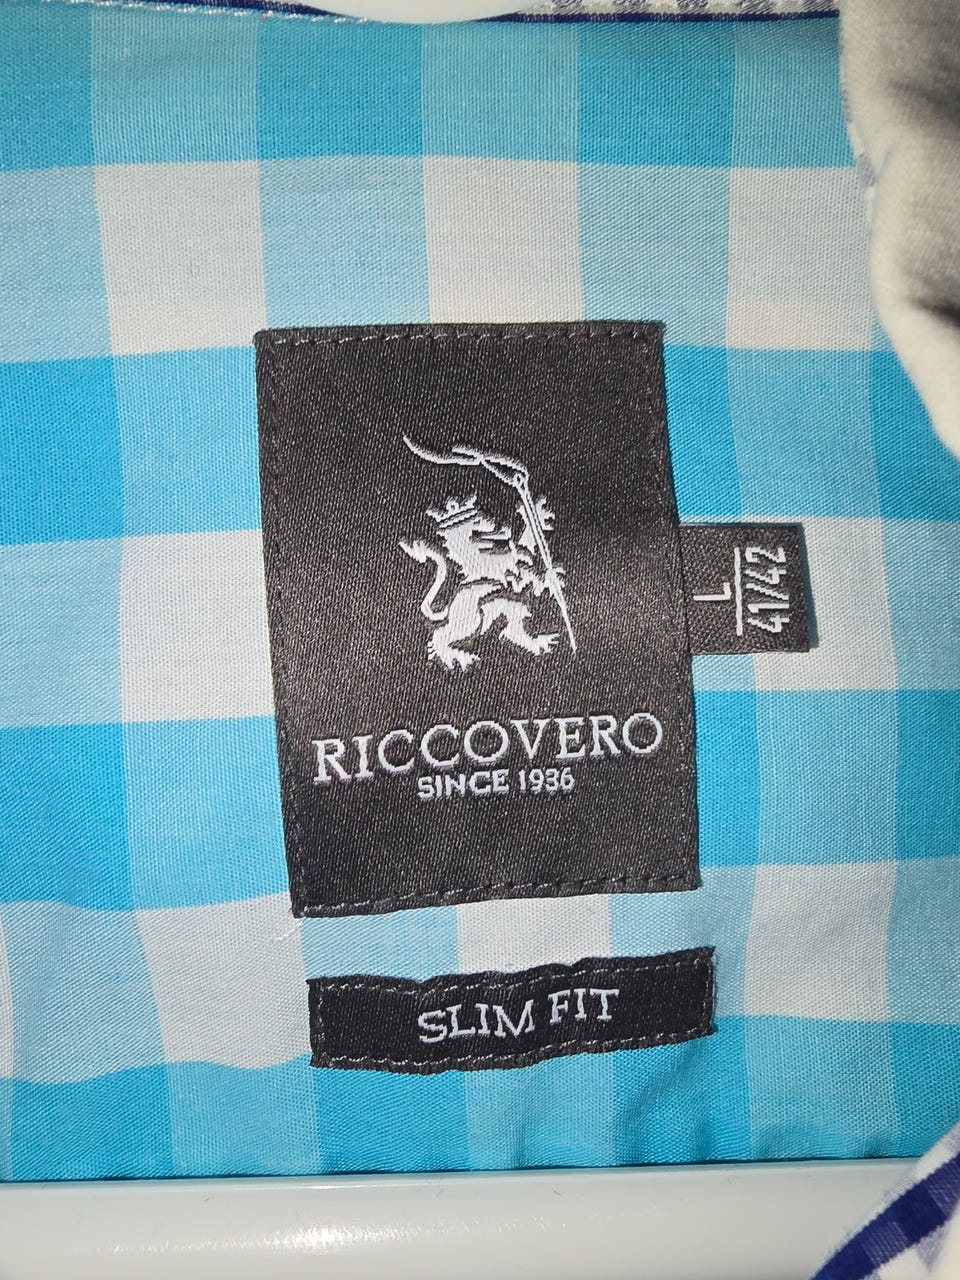 RICCOVERO
SINCE 1936
L
41/42
SLIM FIT